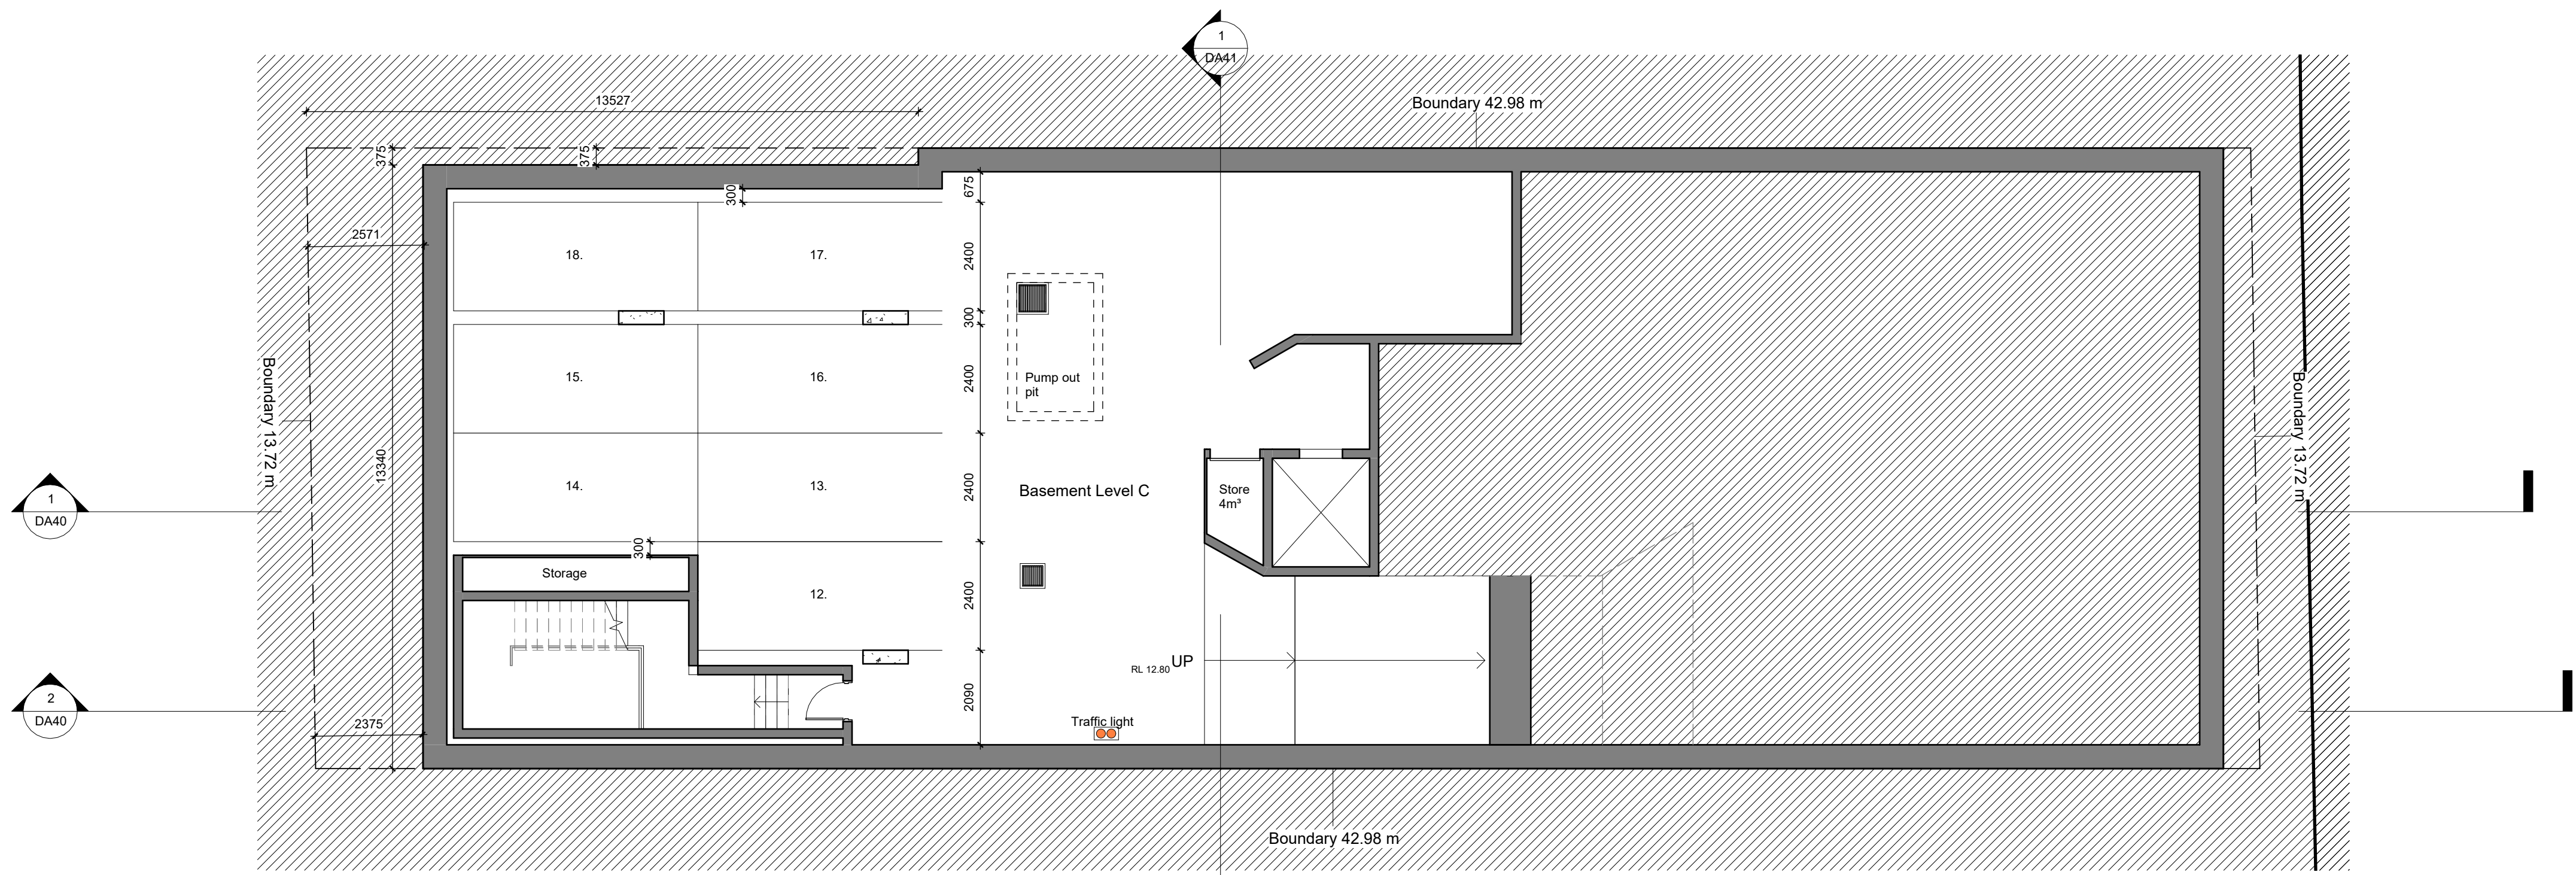 1
DA41
13527
Boundary 42.98 m
375
375
675
300
2571
2400
18.
17.
300
15.
16.
2400
Pump out
pit
Boundary 13.72 m
Boundary 13.72 m
13340
14.
13.
2400
Basement Level C
Store
4m³
1
DA40
300
Storage
12.
2400
RL 12.80 UP
2
DA40
2375
2090
Traffic light
Boundary 42.98 m